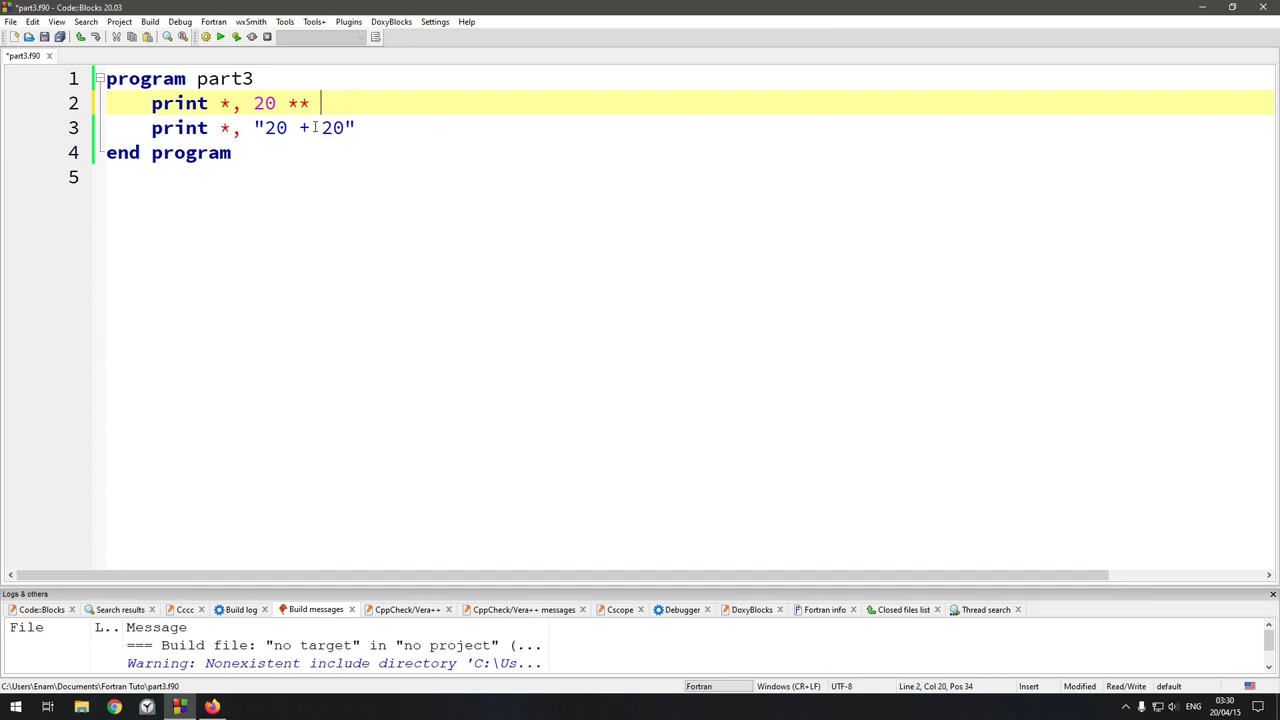 *part3.f90 - Code::Blocks 20.03
File Edit View Search Project Build Debug Fortran wxSmith Tools Tools+ Plugins DoxyBlocks Settings Help
*part3.f90
1 program part3
2 print *, 20 **
3 print *, "20 + 20"
4 end program
5
Logs & others
Code::Blocks Search results Cccc Build log Build messages CppCheck/Vera++ CppCheck/Vera++ messages Cscope Debugger DoxyBlocks Fortran info Closed files list Thread search
File L.. Message
=== Build file: "no target" in "no project" (...
Warning: Nonexistent include directory 'C:\Us...
C:\Users\Enam\Documents\Fortran Tuto\part3.f90 Fortran Windows (CR+LF) UTF-8 Line 2, Col 20, Pos 34 Insert Modified Read/Write default
ENG 03:30
20/04/15